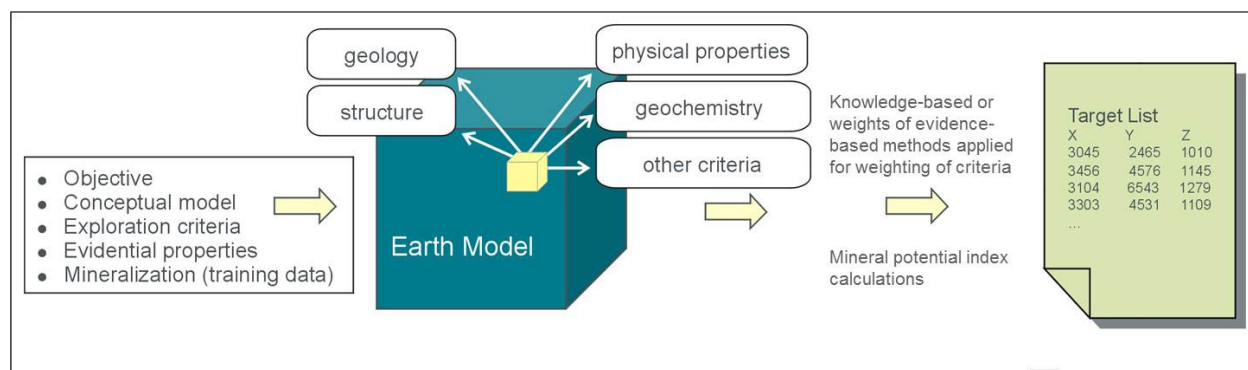 ● Objective
● Conceptual model
● Exploration criteria
● Evidential properties
● Mineralization (training data)
geology
structure
physical properties
geochemistry
other criteria
Earth Model
Knowledge-based or
weights of evidence-
based methods applied
for weighting of criteria
Mineral potential index
calculations
Target List
X Y Z
3045 2465 1010
3456 4576 1145
3104 6543 1279
3303 4531 1109
...